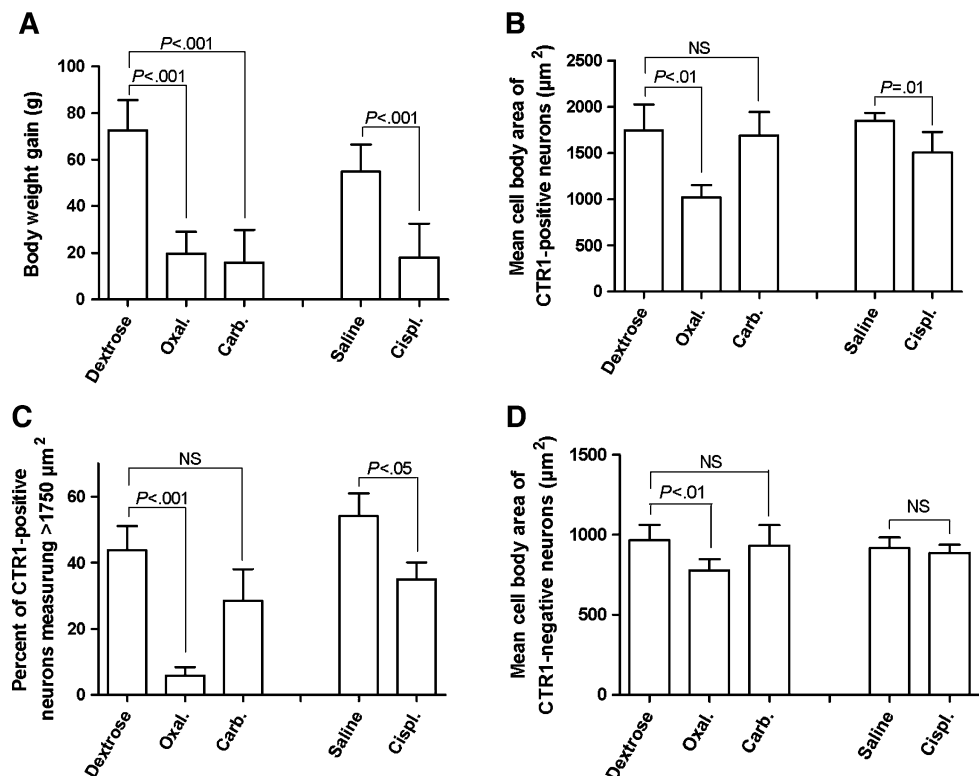 A
Body weight gain (g)
100
80
60
40
20
0
P<.001
P<.001
P<.001
Dextrose
Oxal.
Carb.
Saline
Cispl.
B
Mean cell body area of
CTR1-positive neurons (µm²)
2500
2000
1500
1000
500
0
NS
P<.01
P=.01
Dextrose
Oxal.
Carb.
Saline
Cispl.
C
Percent of CTR1-positive
neurons measurung >1750 µm²
60
40
20
0
NS
P<.001
P<.05
Dextrose
Oxal.
Carb.
Saline
Cispl.
D
Mean cell body area of
CTR1-negative neurons (µm²)
1500
1000
500
0
NS
P<.01
NS
Dextrose
Oxal.
Carb.
Saline
Cispl.